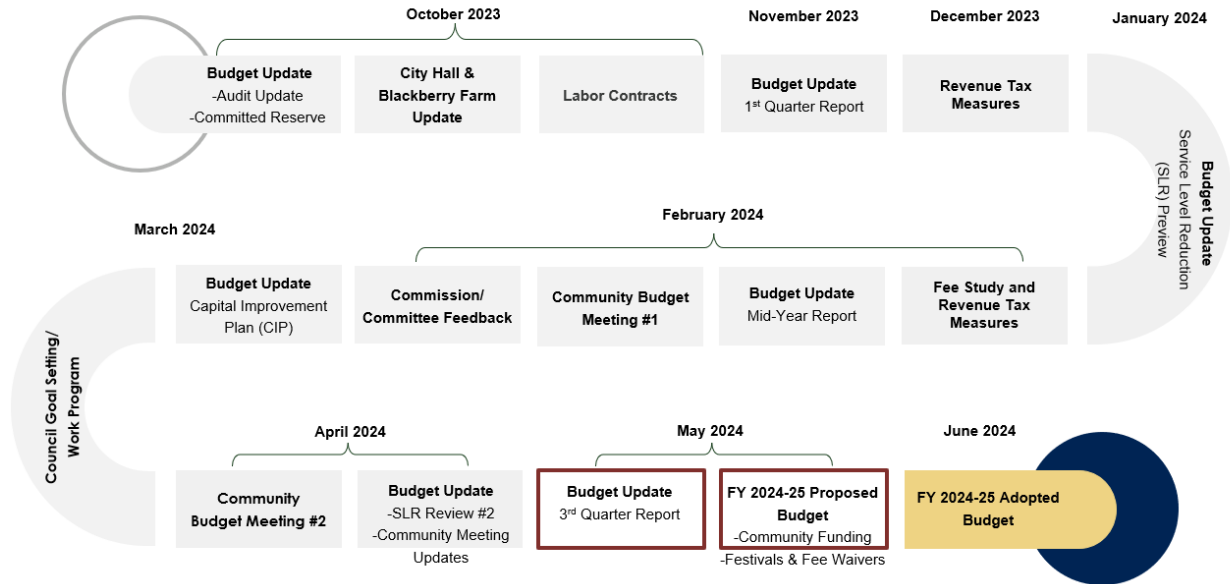 October 2023
November 2023
December 2023
January 2024
Budget Update
-Audit Update
-Committed Reserve
City Hall &
Blackberry Farm
Update
Labor Contracts
Budget Update
1st Quarter Report
Revenue Tax
Measures
Budget Update
Service Level Reduction
(SLR) Preview
February 2024
March 2024
Fee Study and
Revenue Tax
Measures
Budget Update
Mid-Year Report
Community Budget
Meeting #1
Commission/
Committee Feedback
Budget Update
Capital Improvement
Plan (CIP)
Council Goal Setting/
Work Program
April 2024
May 2024
June 2024
Community
Budget Meeting #2
Budget Update
-SLR Review #2
-Community Meeting
Updates
Budget Update
3rd Quarter Report
FY 2024-25 Proposed
Budget
-Community Funding
-Festivals & Fee Waivers
FY 2024-25 Adopted
Budget